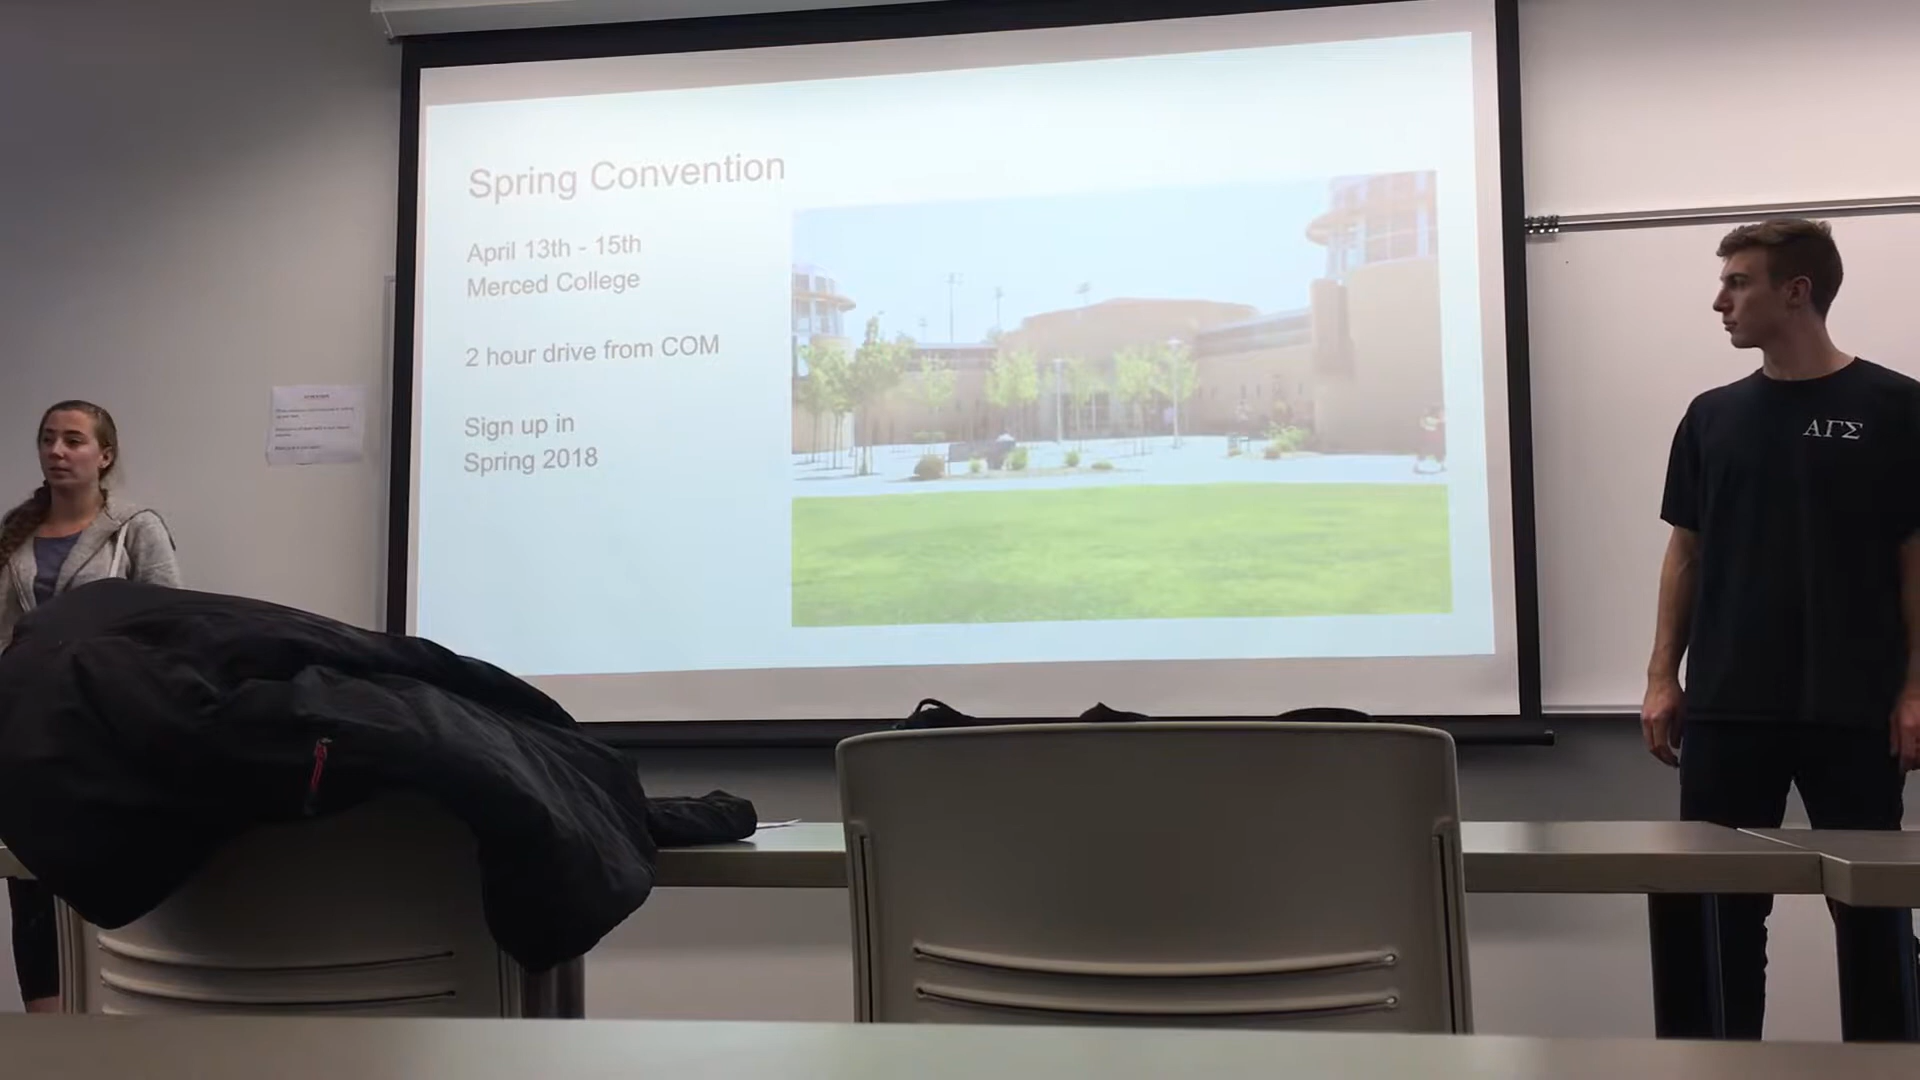 Spring Convention
April 13th - 15th
Merced College
2 hour drive from COM
Sign up in
Spring 2018
ΑΓΣ